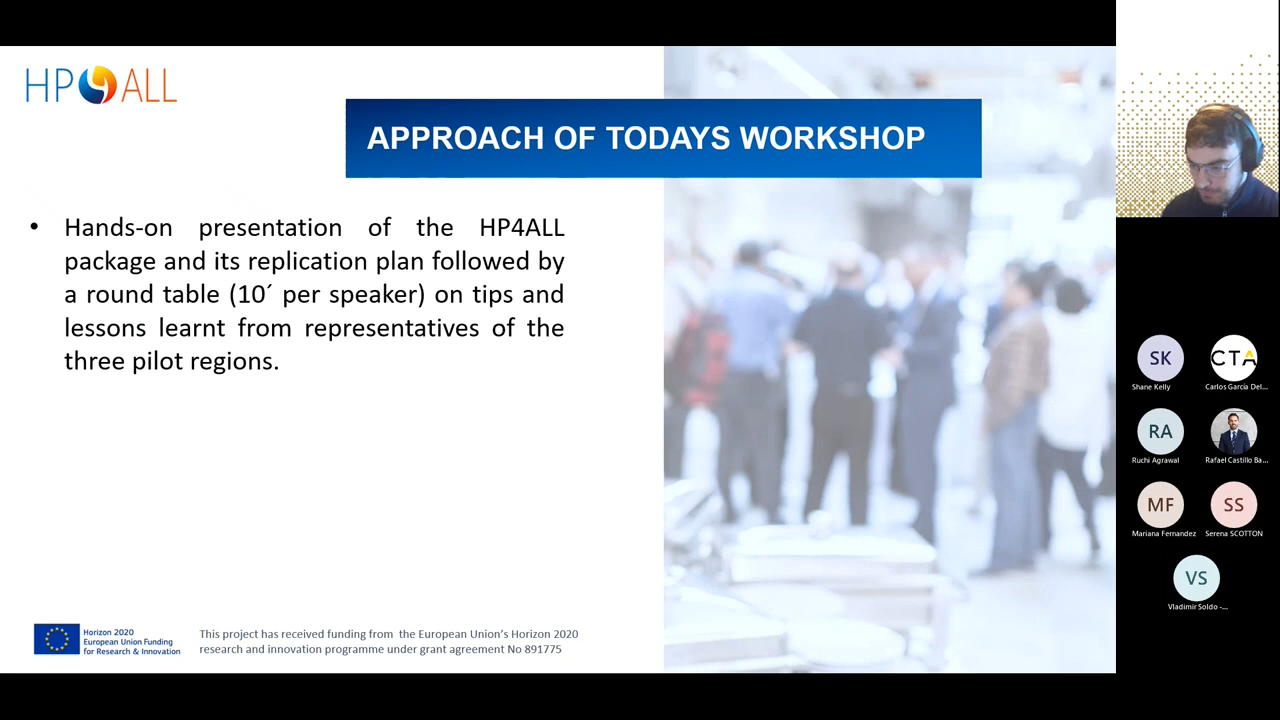 HP4ALL
APPROACH OF TODAYS WORKSHOP
• Hands-on presentation of the HP4ALL
package and its replication plan followed by
a round table (10´ per speaker) on tips and
lessons learnt from representatives of the
three pilot regions.
Horizon 2020
European Union Funding
for Research & Innovation
This project has received funding from the European Union's Horizon 2020
research and innovation programme under grant agreement No 891775
SK
CTA
Shane Kelly
Carlos García Del...
RA
Ruchi Agrawal
Rafael Castillo Ba...
MF
SS
Mariana Fernandez
Serena SCOTTON
VS
Vladimir Soldo -...